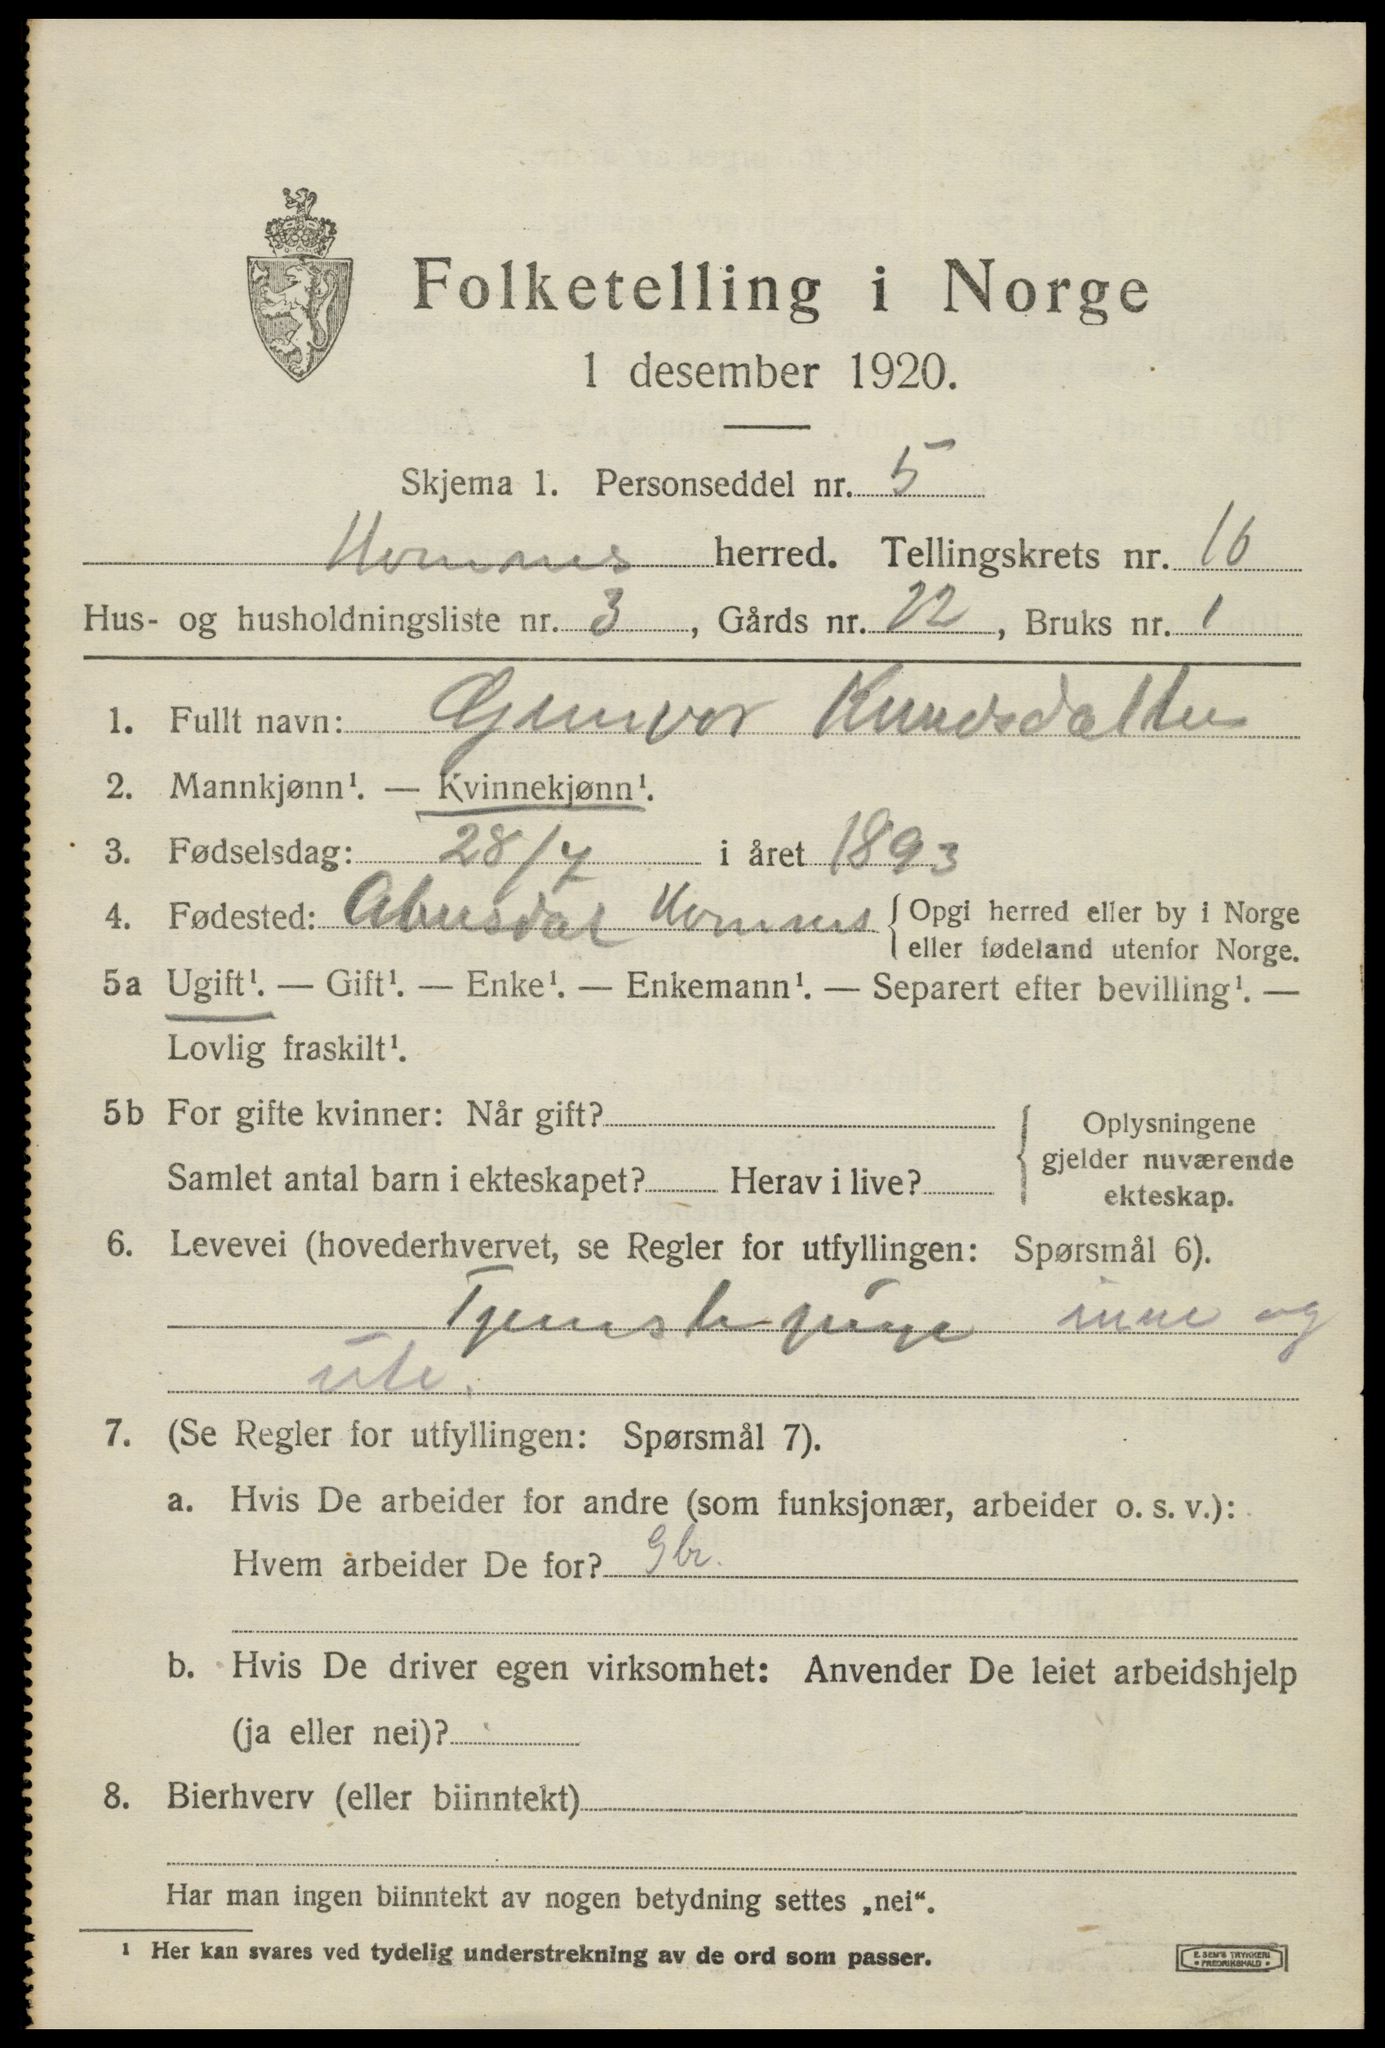 Folketelling i Norge
1 desember 1920.
Skjema 1. Personseddel nr. 5
Homnes herred. Tellingskrets nr. 16
Hus- og husholdningsliste nr. 3, Gårds nr. 22, Bruks nr. 1
1. Fullt navn: Gunvor Knudsdatter
2. Mannkjønn¹. — Kvinnekjønn¹.
3. Fødselsdag: 28/7 i året 1893
4. Fødested: Abusdal Homnes { Opgi herred eller by i Norge
eller fødeland utenfor Norge.
5a Ugift¹. — Gift¹. — Enke¹. — Enkemann¹. — Separert efter bevilling¹. —
Lovlig fraskilt¹.
5b For gifte kvinner: Når gift?
Samlet antal barn i ekteskapet? Herav i live?
{ Oplysningene
gjelder nuværende
ekteskap.
6. Levevei (hovederhvervet, se Regler for utfyllingen: Spørsmål 6).
Tjenstepige inne og
ute.
7. (Se Regler for utfyllingen: Spørsmål 7).
a. Hvis De arbeider for andre (som funksjonær, arbeider o. s. v.):
Hvem arbeider De for? Gbr.
b. Hvis De driver egen virksomhet: Anvender De leiet arbeidshjelp
(ja eller nei)?
8. Bierhverv (eller biinntekt)
Har man ingen biinntekt av nogen betydning settes „nei“.
¹ Her kan svares ved tydelig understrekning av de ord som passer.
E. SEM'S TRYKKERI
FREDRIKSHALD